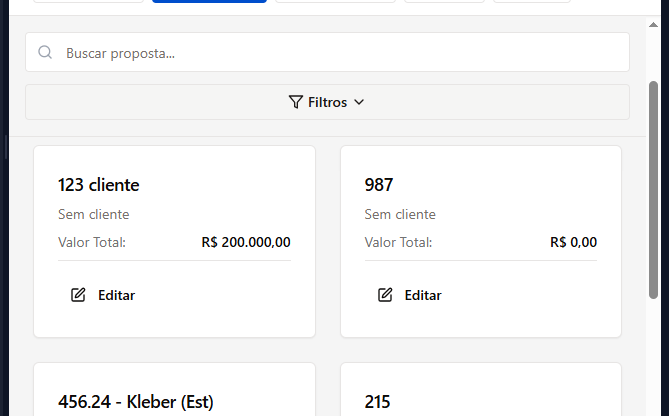 Buscar proposta...
Filtros
123 cliente
Sem cliente
Valor Total: R$ 200.000,00
Editar
987
Sem cliente
Valor Total: R$ 0,00
Editar
456.24 - Kleber (Est)
215